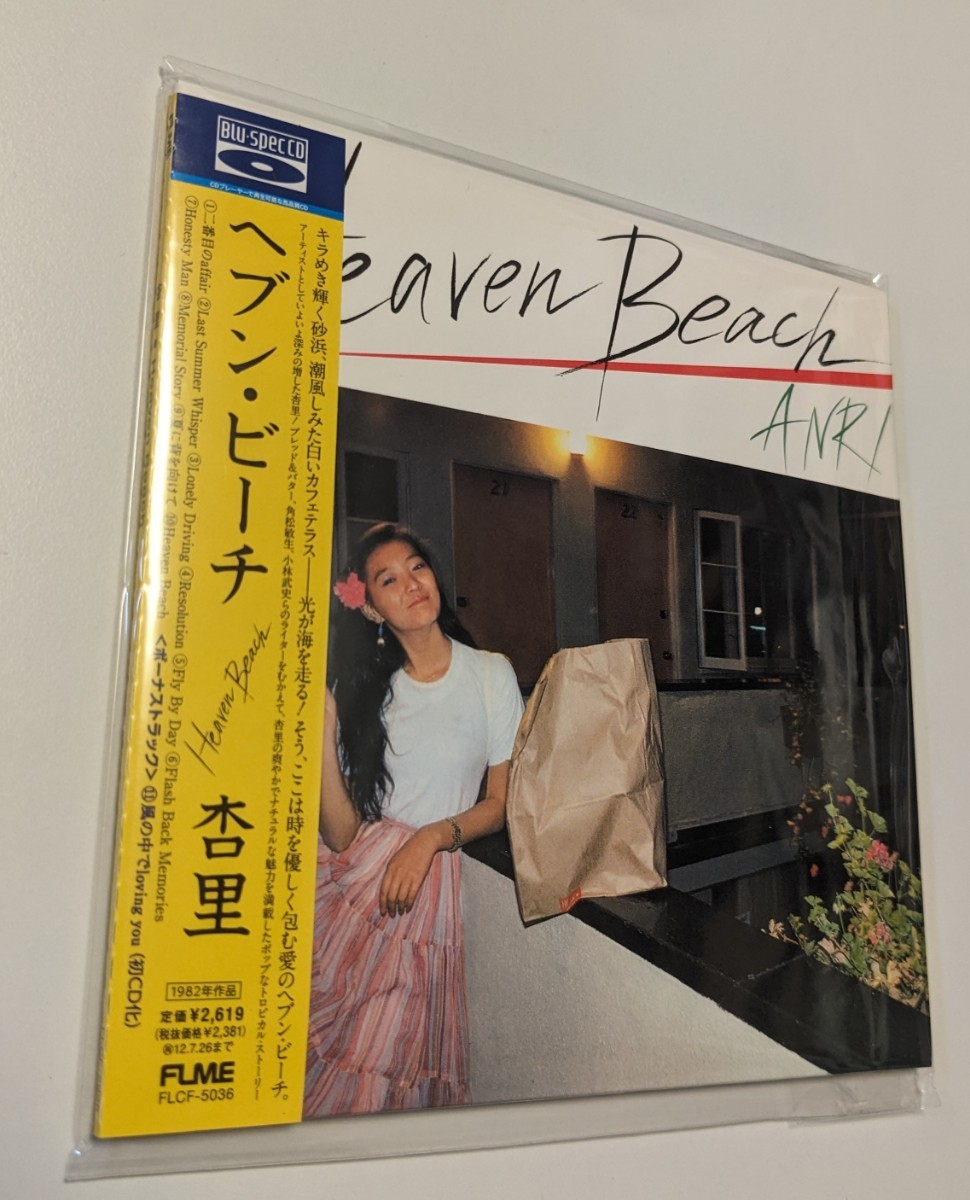 Blu-spec CD
CDプレーヤーで再生可能な高品質CD
ヘブン・ビーチ
Heaven Beach
杏里
キラめき輝く砂浜、潮風しみた白いカフェテラス——光が海を走る！そう、ここは時を優しく包む愛のヘブン・ビーチ。
アーティストとしていよいよ深みの増した杏里！ブレッド&バター、角松敏生、小林武史らのライターをむかえて、杏里の爽やかでナチュラルな魅力を満載したポップなトロピカル・ストーリー
①二番目のaffair ②Last Summer Whisper ③Lonely Driving ④Resolution ⑤Fly By Day ⑥Flash Back Memories
⑦Honesty Man ⑧Memorial Story ⑨夏に背を向けて ⑩Heaven Beach <ボーナストラック> ⑪風の中でloving you (初CD化)
1982年作品
定価¥2,619
(税抜価格¥2,381)
12.7.26まで
FLME
FLCF-5036
Heaven Beach
ANRI
21
22